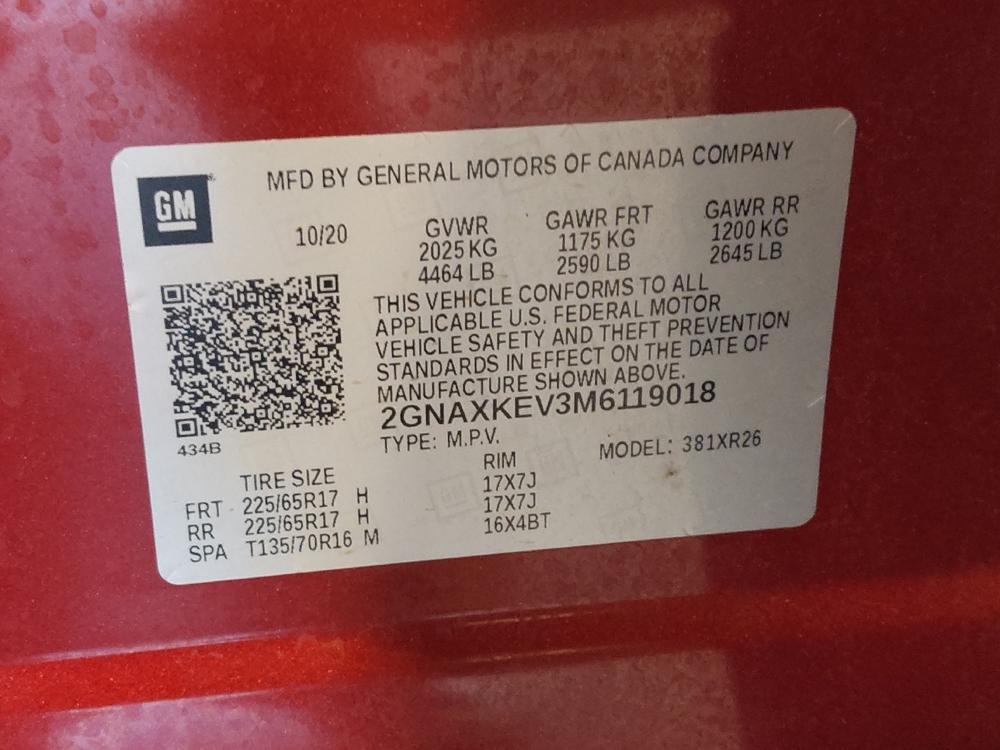 GM
MFD BY GENERAL MOTORS OF CANADA COMPANY
10/20
GVWR GAWR FRT GAWR RR
2025 KG 1175 KG 1200 KG
4464 LB 2590 LB 2645 LB
THIS VEHICLE CONFORMS TO ALL
APPLICABLE U.S. FEDERAL MOTOR
VEHICLE SAFETY AND THEFT PREVENTION
STANDARDS IN EFFECT ON THE DATE OF
MANUFACTURE SHOWN ABOVE.
2GNAXKEV3M6119018
434B
TYPE: M.P.V. MODEL: 381XR26
TIRE SIZE RIM
FRT 225/65R17 H 17X7J
RR 225/65R17 H 17X7J
SPA T135/70R16 M 16X4BT